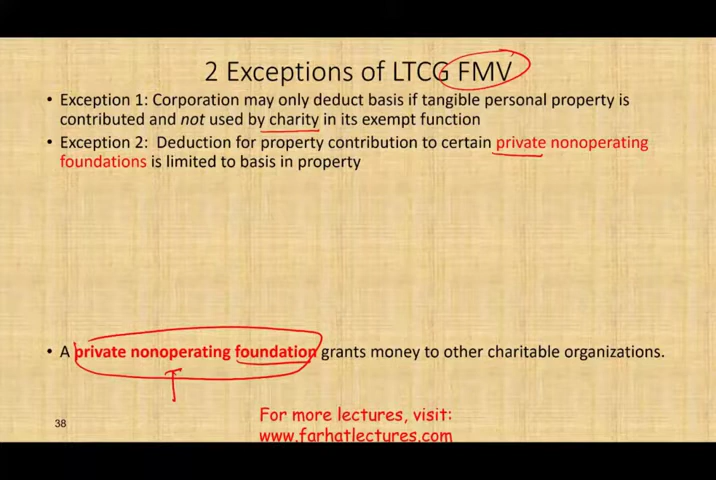 2 Exceptions of LTCG FMV
• Exception 1: Corporation may only deduct basis if tangible personal property is
contributed and not used by charity in its exempt function
• Exception 2: Deduction for property contribution to certain private nonoperating
foundations is limited to basis in property
• A private nonoperating foundation grants money to other charitable organizations.
38
For more lectures, visit:
www.farhatlectures.com